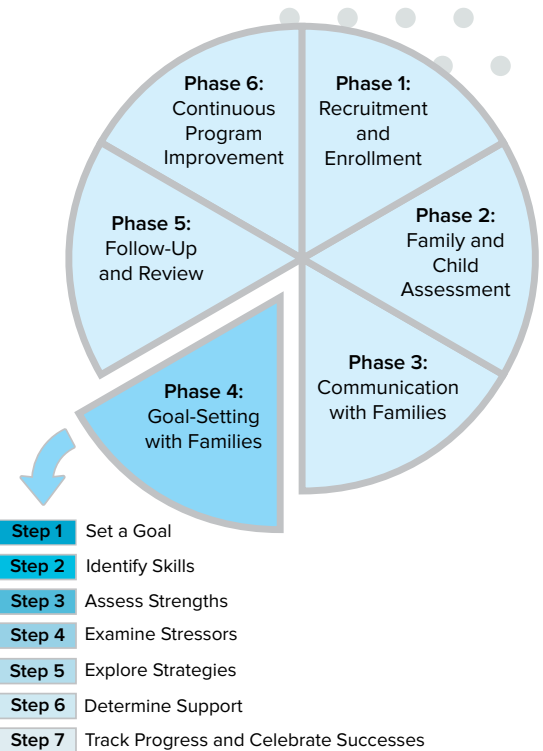 Phase 1:
Recruitment
and
Enrollment
Phase 2:
Family and
Child
Assessment
Phase 3:
Communication
with Families
Phase 4:
Goal-Setting
with Families
Phase 5:
Follow-Up
and Review
Phase 6:
Continuous
Program
Improvement
Step 1 Set a Goal
Step 2 Identify Skills
Step 3 Assess Strengths
Step 4 Examine Stressors
Step 5 Explore Strategies
Step 6 Determine Support
Step 7 Track Progress and Celebrate Successes